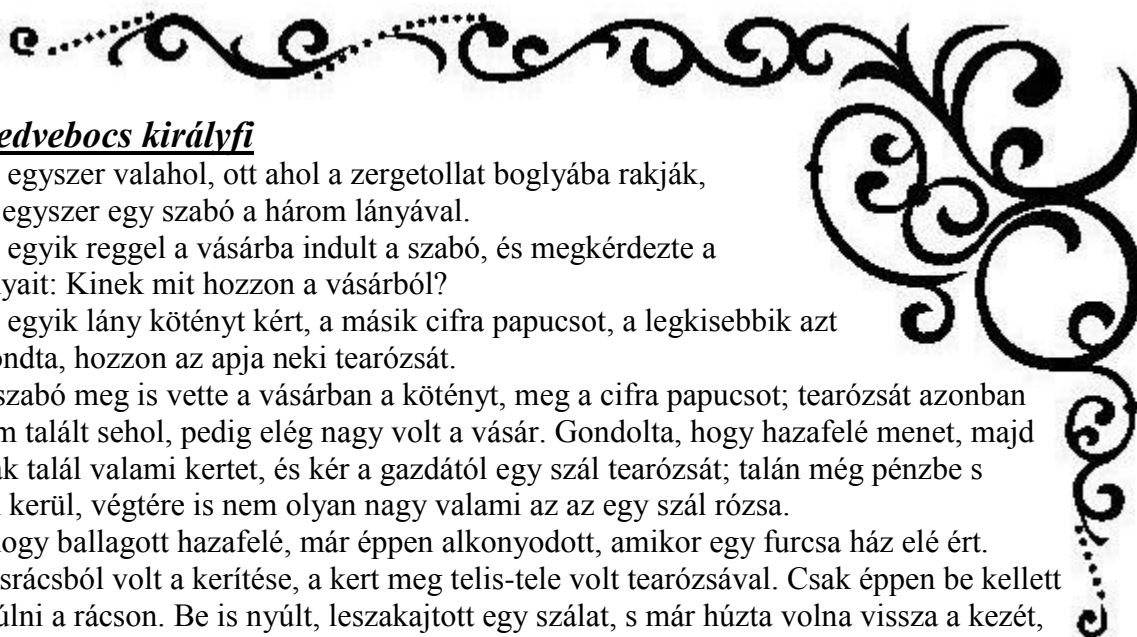 edvebocs királyfi
egyszer valahol, ott ahol a zergetollat boglyába rakják,
egyszer egy szabó a három lányával.
egyik reggel a vásárba indult a szabó, és megkérdezte a
yait: Kinek mit hozzon a vásárból?
egyik lány kötényt kért, a másik cifra papucsot, a legkisebbik azt
ondta, hozzon az apja neki tearózsát.
szabó meg is vette a vásárban a kötényt, meg a cifra papucsot; tearózsát azonban
m talált sehol, pedig elég nagy volt a vásár. Gondolta, hogy hazafelé menet, majd
ak talál valami kertet, és kér a gazdától egy szál tearózsát; talán még pénzbe s
kerül, végtére is nem olyan nagy valami az az egy szál rózsa.
ogy ballagott hazafelé, már éppen alkonyodott, amikor egy furcsa ház elé ért.
srácsból volt a kerítése, a kert meg telis-tele volt tearózsával. Csak éppen be kellett
úlni a rácson. Be is nyúlt, leszakajtott egy szálat, s már húzta volna vissza a kezét,